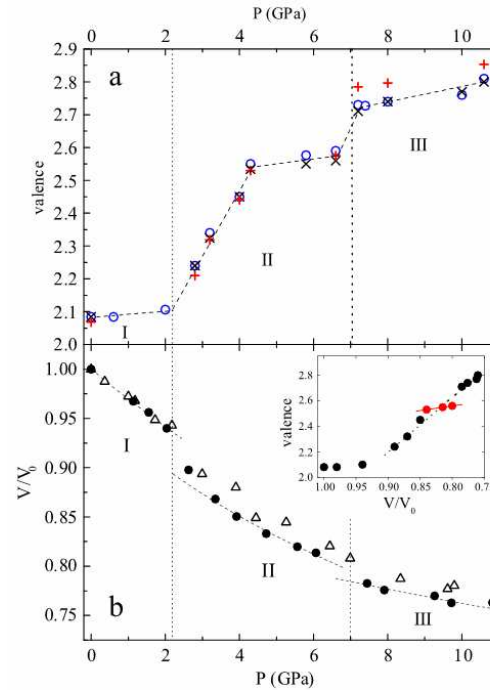 P (GPa)
0 2 4 6 8 10
a
valence
2.9
2.8
2.7
2.6
2.5
2.4
2.3
2.2
2.1
2.0
I
II
III
b
V/V0
1.00
0.95
0.90
0.85
0.80
0.75
I
II
III
valence
2.8
2.6
2.4
2.2
2.0
1.00 0.95 0.90 0.85 0.80 0.7
V/V0
0 2 4 6 8 10
P (GPa)